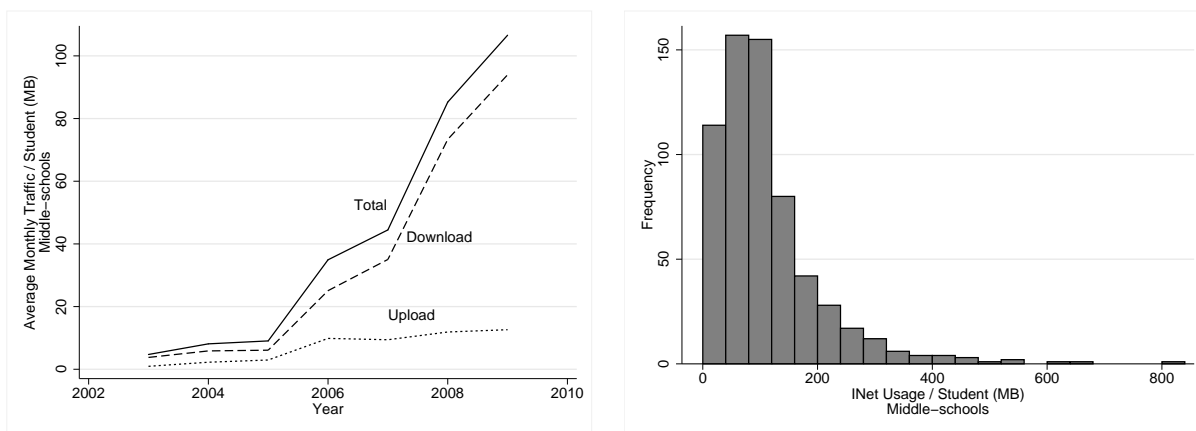 Average Monthly Traffic / Student (MB)
Middle−schools
100
80
60
40
20
0
Total
Download
Upload
2002
2004
2006
2008
2010
Year
Frequency
150
100
50
0
0
200
400
600
800
INet Usage / Student (MB)
Middle−schools